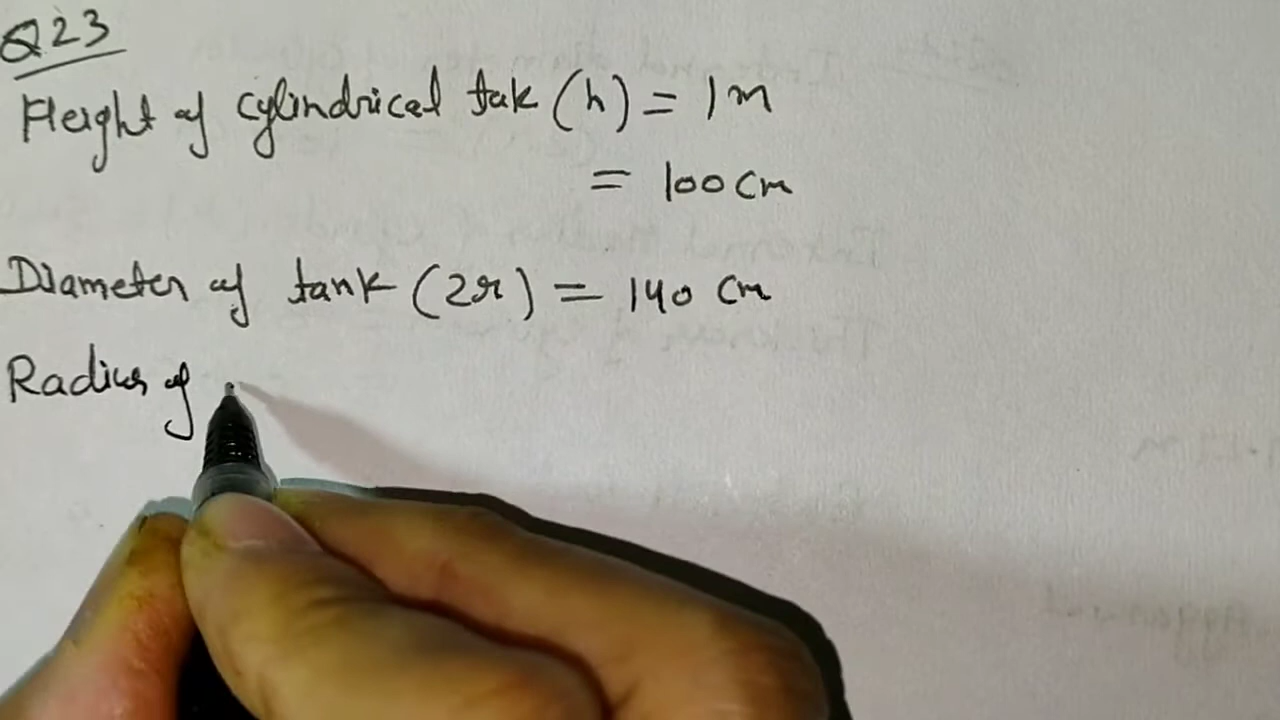 Q23
Height of cylindrical tak (h) = 1m
= 100 cm
Diameter of tank (2r) = 140 cm
Radius of